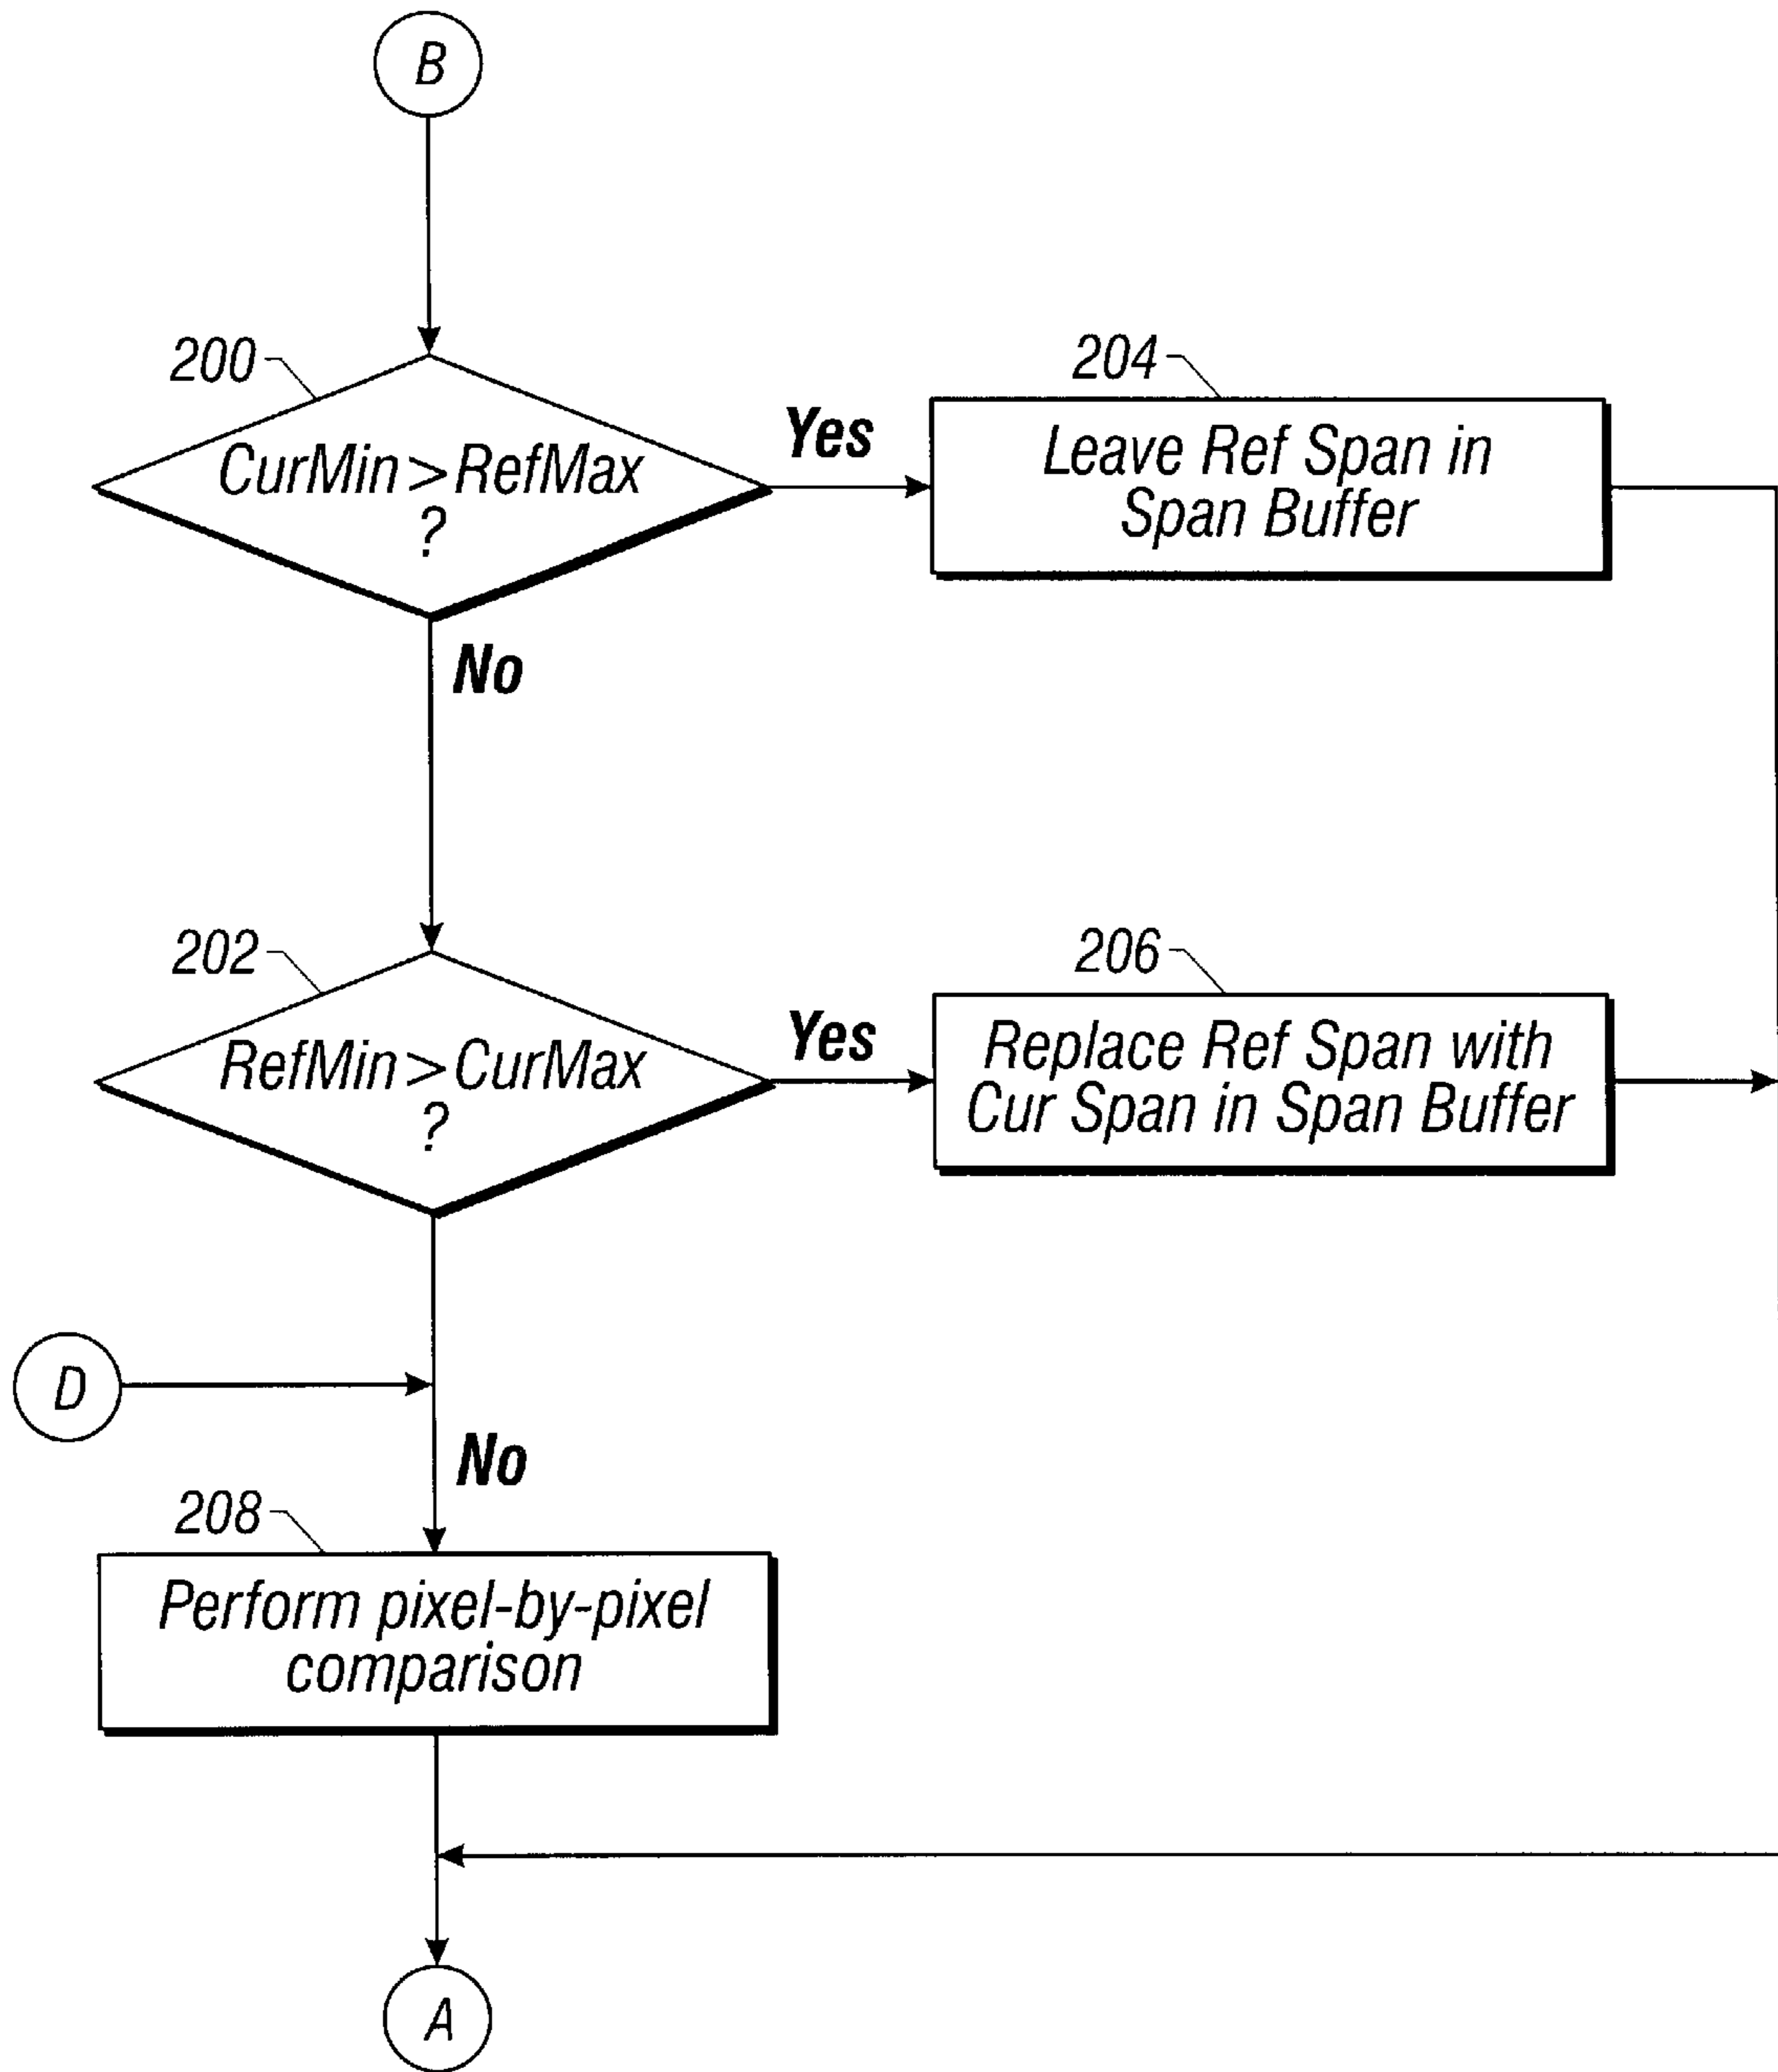 B
200
CurMin>RefMax
?
Yes
204
Leave Ref Span in
Span Buffer
No
202
RefMin>CurMax
?
Yes
206
Replace Ref Span with
Cur Span in Span Buffer
D
No
208
Perform pixel-by-pixel
comparison
A